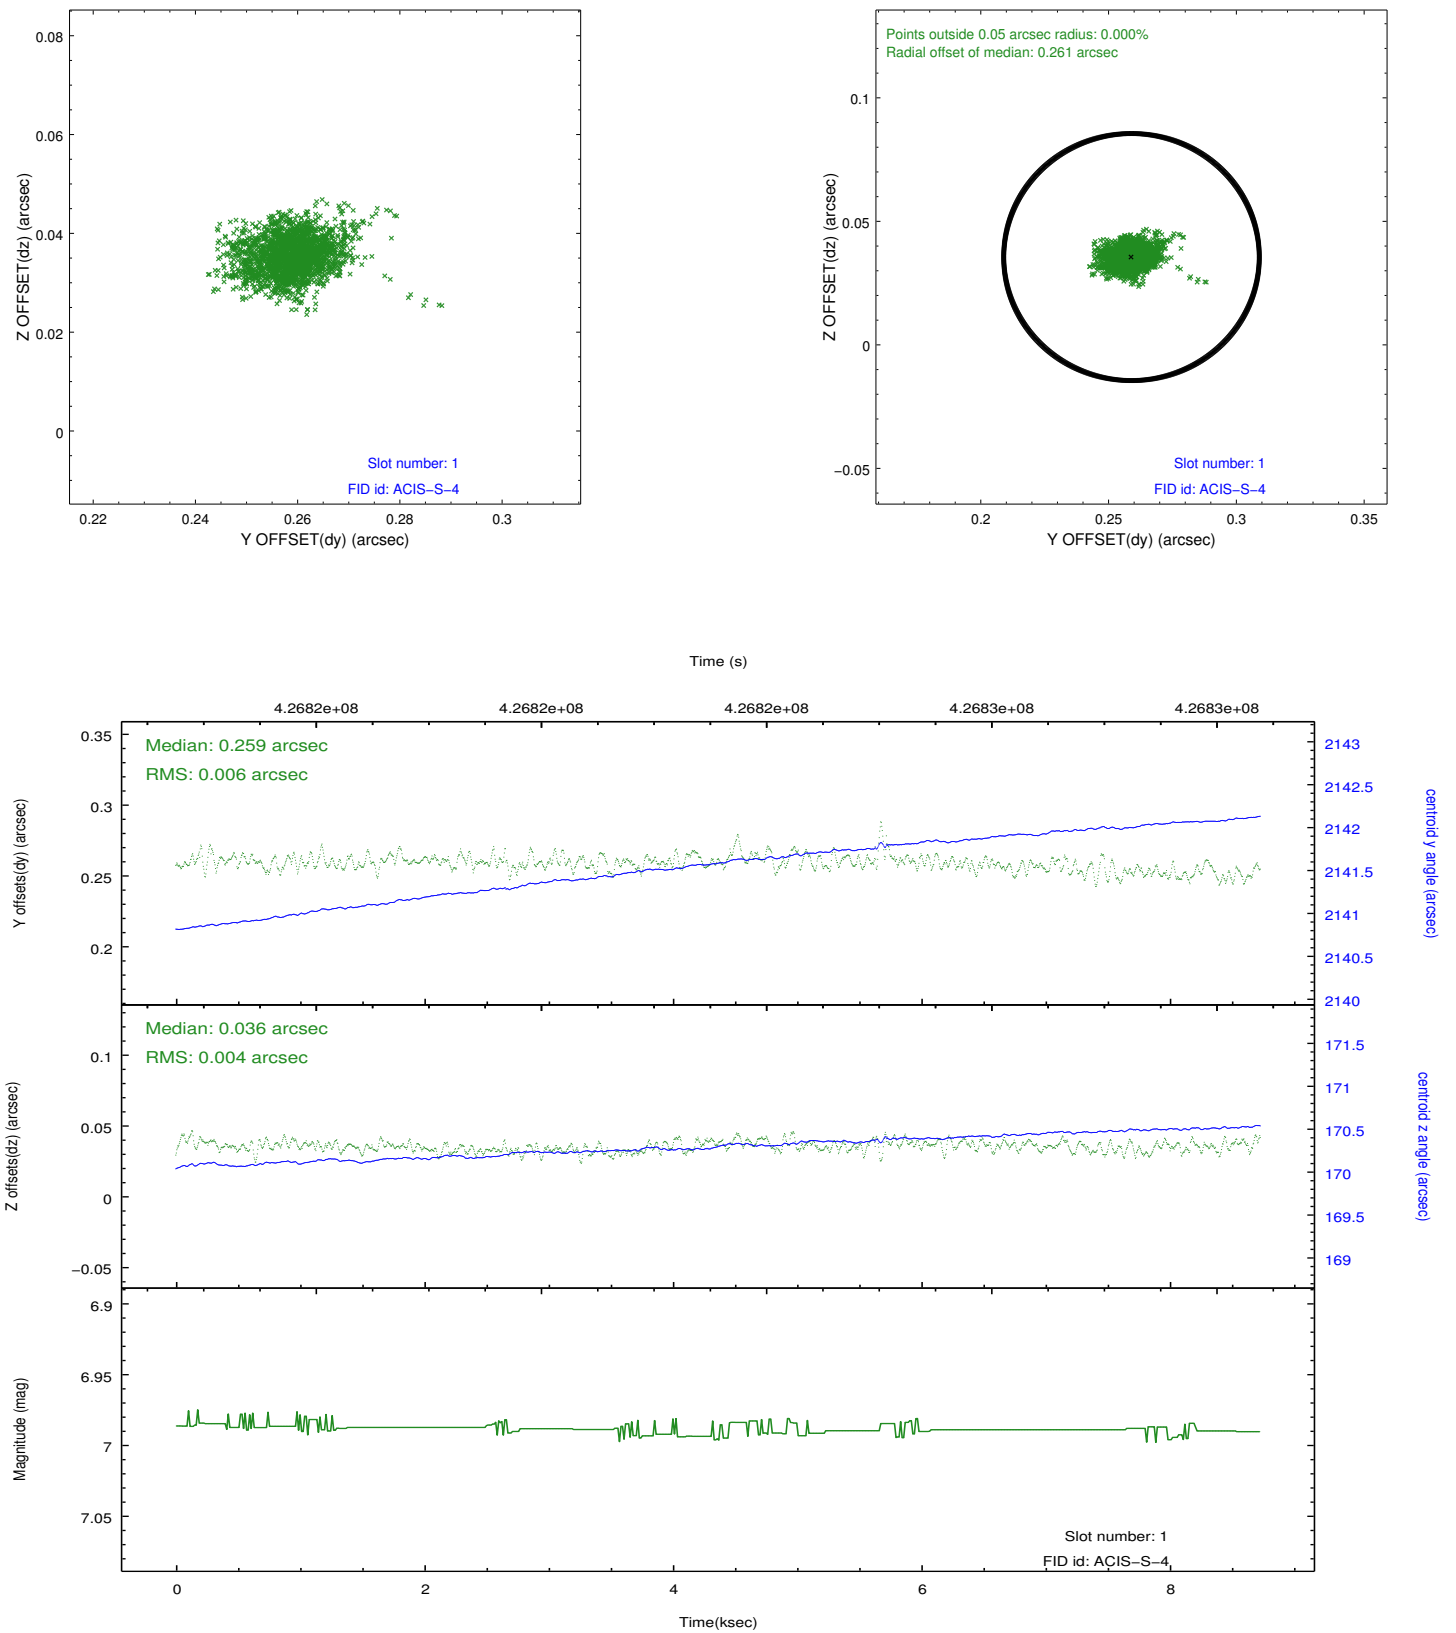 0.08
0.06
0.04
0.02
0
Z OFFSET(dz) (arcsec)
Slot number: 1
FID id: ACIS−S−4
0.22 0.24 0.26 0.28 0.3
Y OFFSET(dy) (arcsec)
Points outside 0.05 arcsec radius: 0.000%
Radial offset of median: 0.261 arcsec
0.1
0.05
0
−0.05
Z OFFSET(dz) (arcsec)
Slot number: 1
FID id: ACIS−S−4
0.2 0.25 0.3 0.35
Y OFFSET(dy) (arcsec)
Time (s)
4.2682e+08 4.2682e+08 4.2682e+08 4.2683e+08 4.2683e+08
Median: 0.259 arcsec
RMS: 0.006 arcsec
0.35
0.3
0.25
0.2
Y offsets(dy) (arcsec)
2143
2142.5
2142
2141.5
2141
2140.5
2140
centroid y angle (arcsec)
Median: 0.036 arcsec
RMS: 0.004 arcsec
0.1
0.05
0
−0.05
Z offsets(dz) (arcsec)
171.5
171
170.5
170
169.5
169
centroid z angle (arcsec)
6.9
6.95
7
7.05
Magnitude (mag)
Slot number: 1
FID id: ACIS−S−4
0 2 4 6 8
Time(ksec)